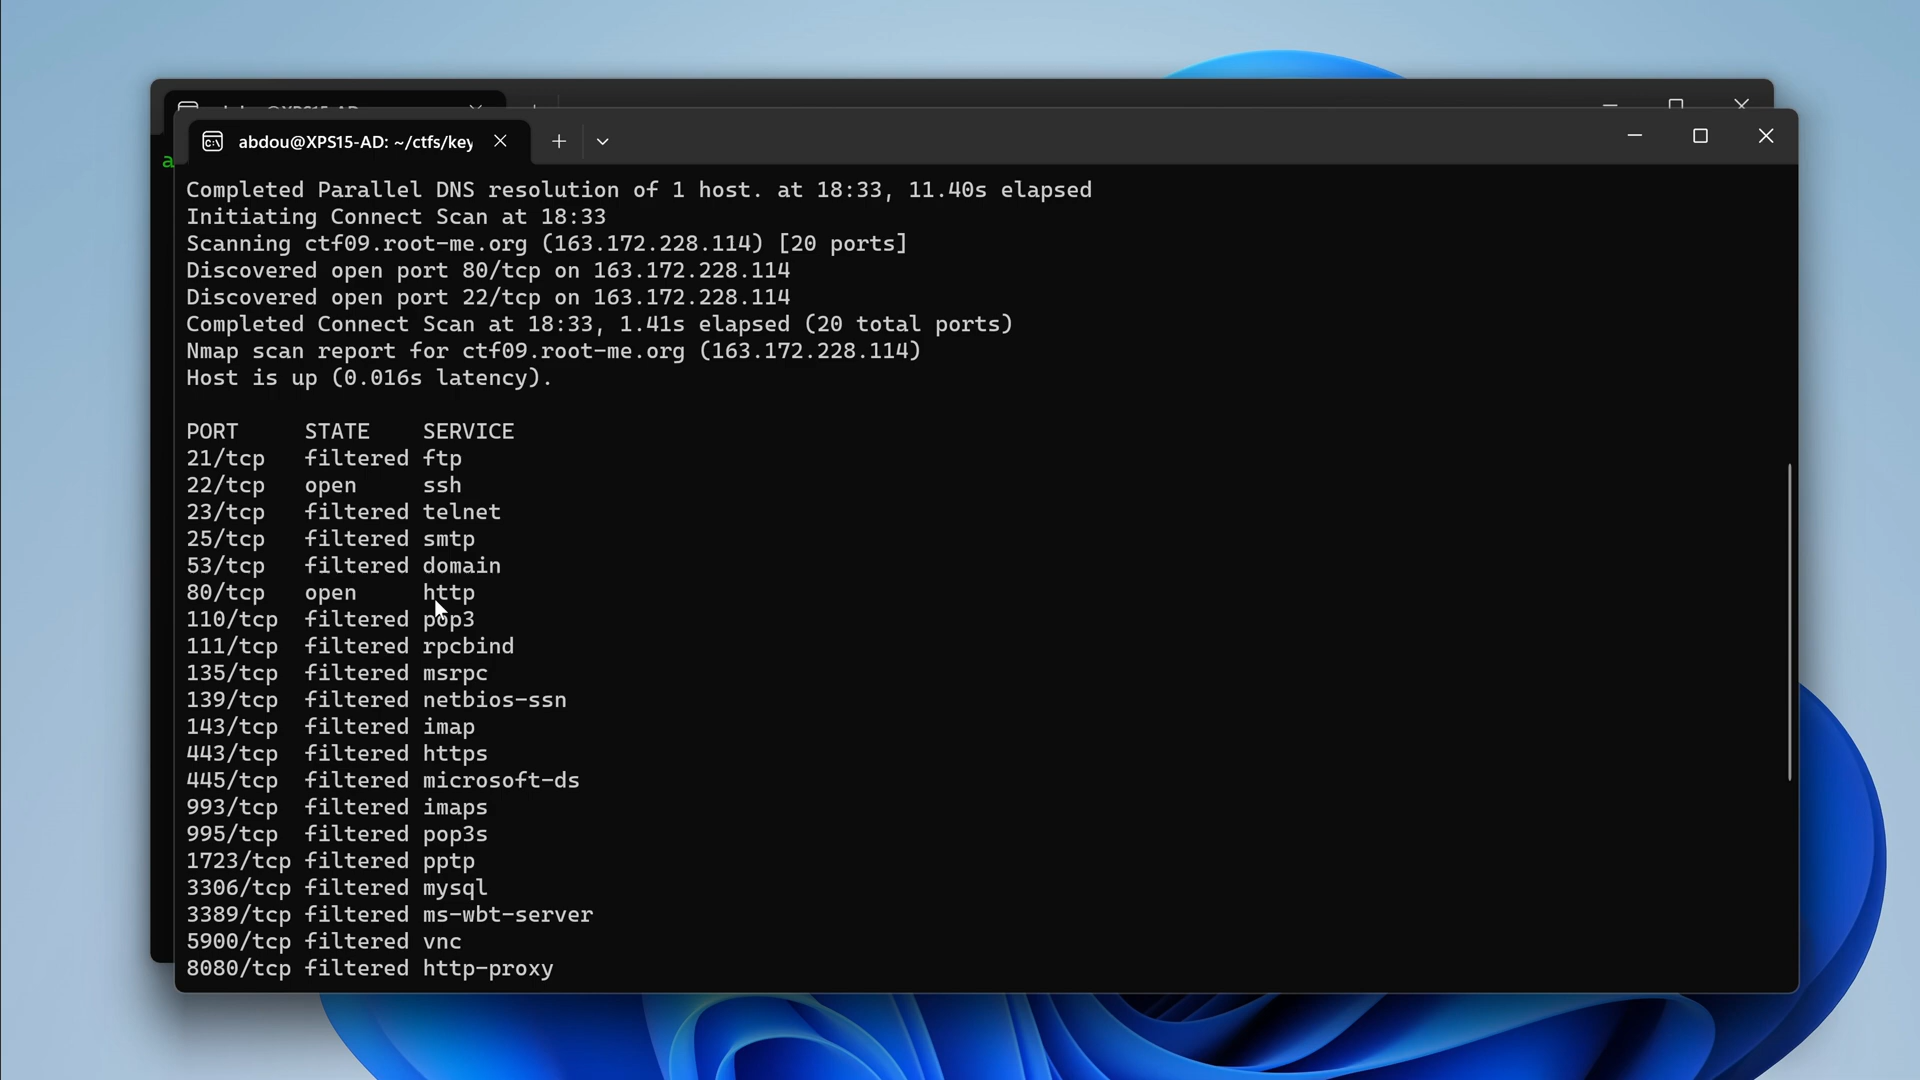 abdou@XPS15-AD: ~/ctfs/key
Completed Parallel DNS resolution of 1 host. at 18:33, 11.40s elapsed
Initiating Connect Scan at 18:33
Scanning ctf09.root-me.org (163.172.228.114) [20 ports]
Discovered open port 80/tcp on 163.172.228.114
Discovered open port 22/tcp on 163.172.228.114
Completed Connect Scan at 18:33, 1.41s elapsed (20 total ports)
Nmap scan report for ctf09.root-me.org (163.172.228.114)
Host is up (0.016s latency).
PORT STATE SERVICE
21/tcp filtered ftp
22/tcp open ssh
23/tcp filtered telnet
25/tcp filtered smtp
53/tcp filtered domain
80/tcp open http
110/tcp filtered pop3
111/tcp filtered rpcbind
135/tcp filtered msrpc
139/tcp filtered netbios-ssn
143/tcp filtered imap
443/tcp filtered https
445/tcp filtered microsoft-ds
993/tcp filtered imaps
995/tcp filtered pop3s
1723/tcp filtered pptp
3306/tcp filtered mysql
3389/tcp filtered ms-wbt-server
5900/tcp filtered vnc
8080/tcp filtered http-proxy